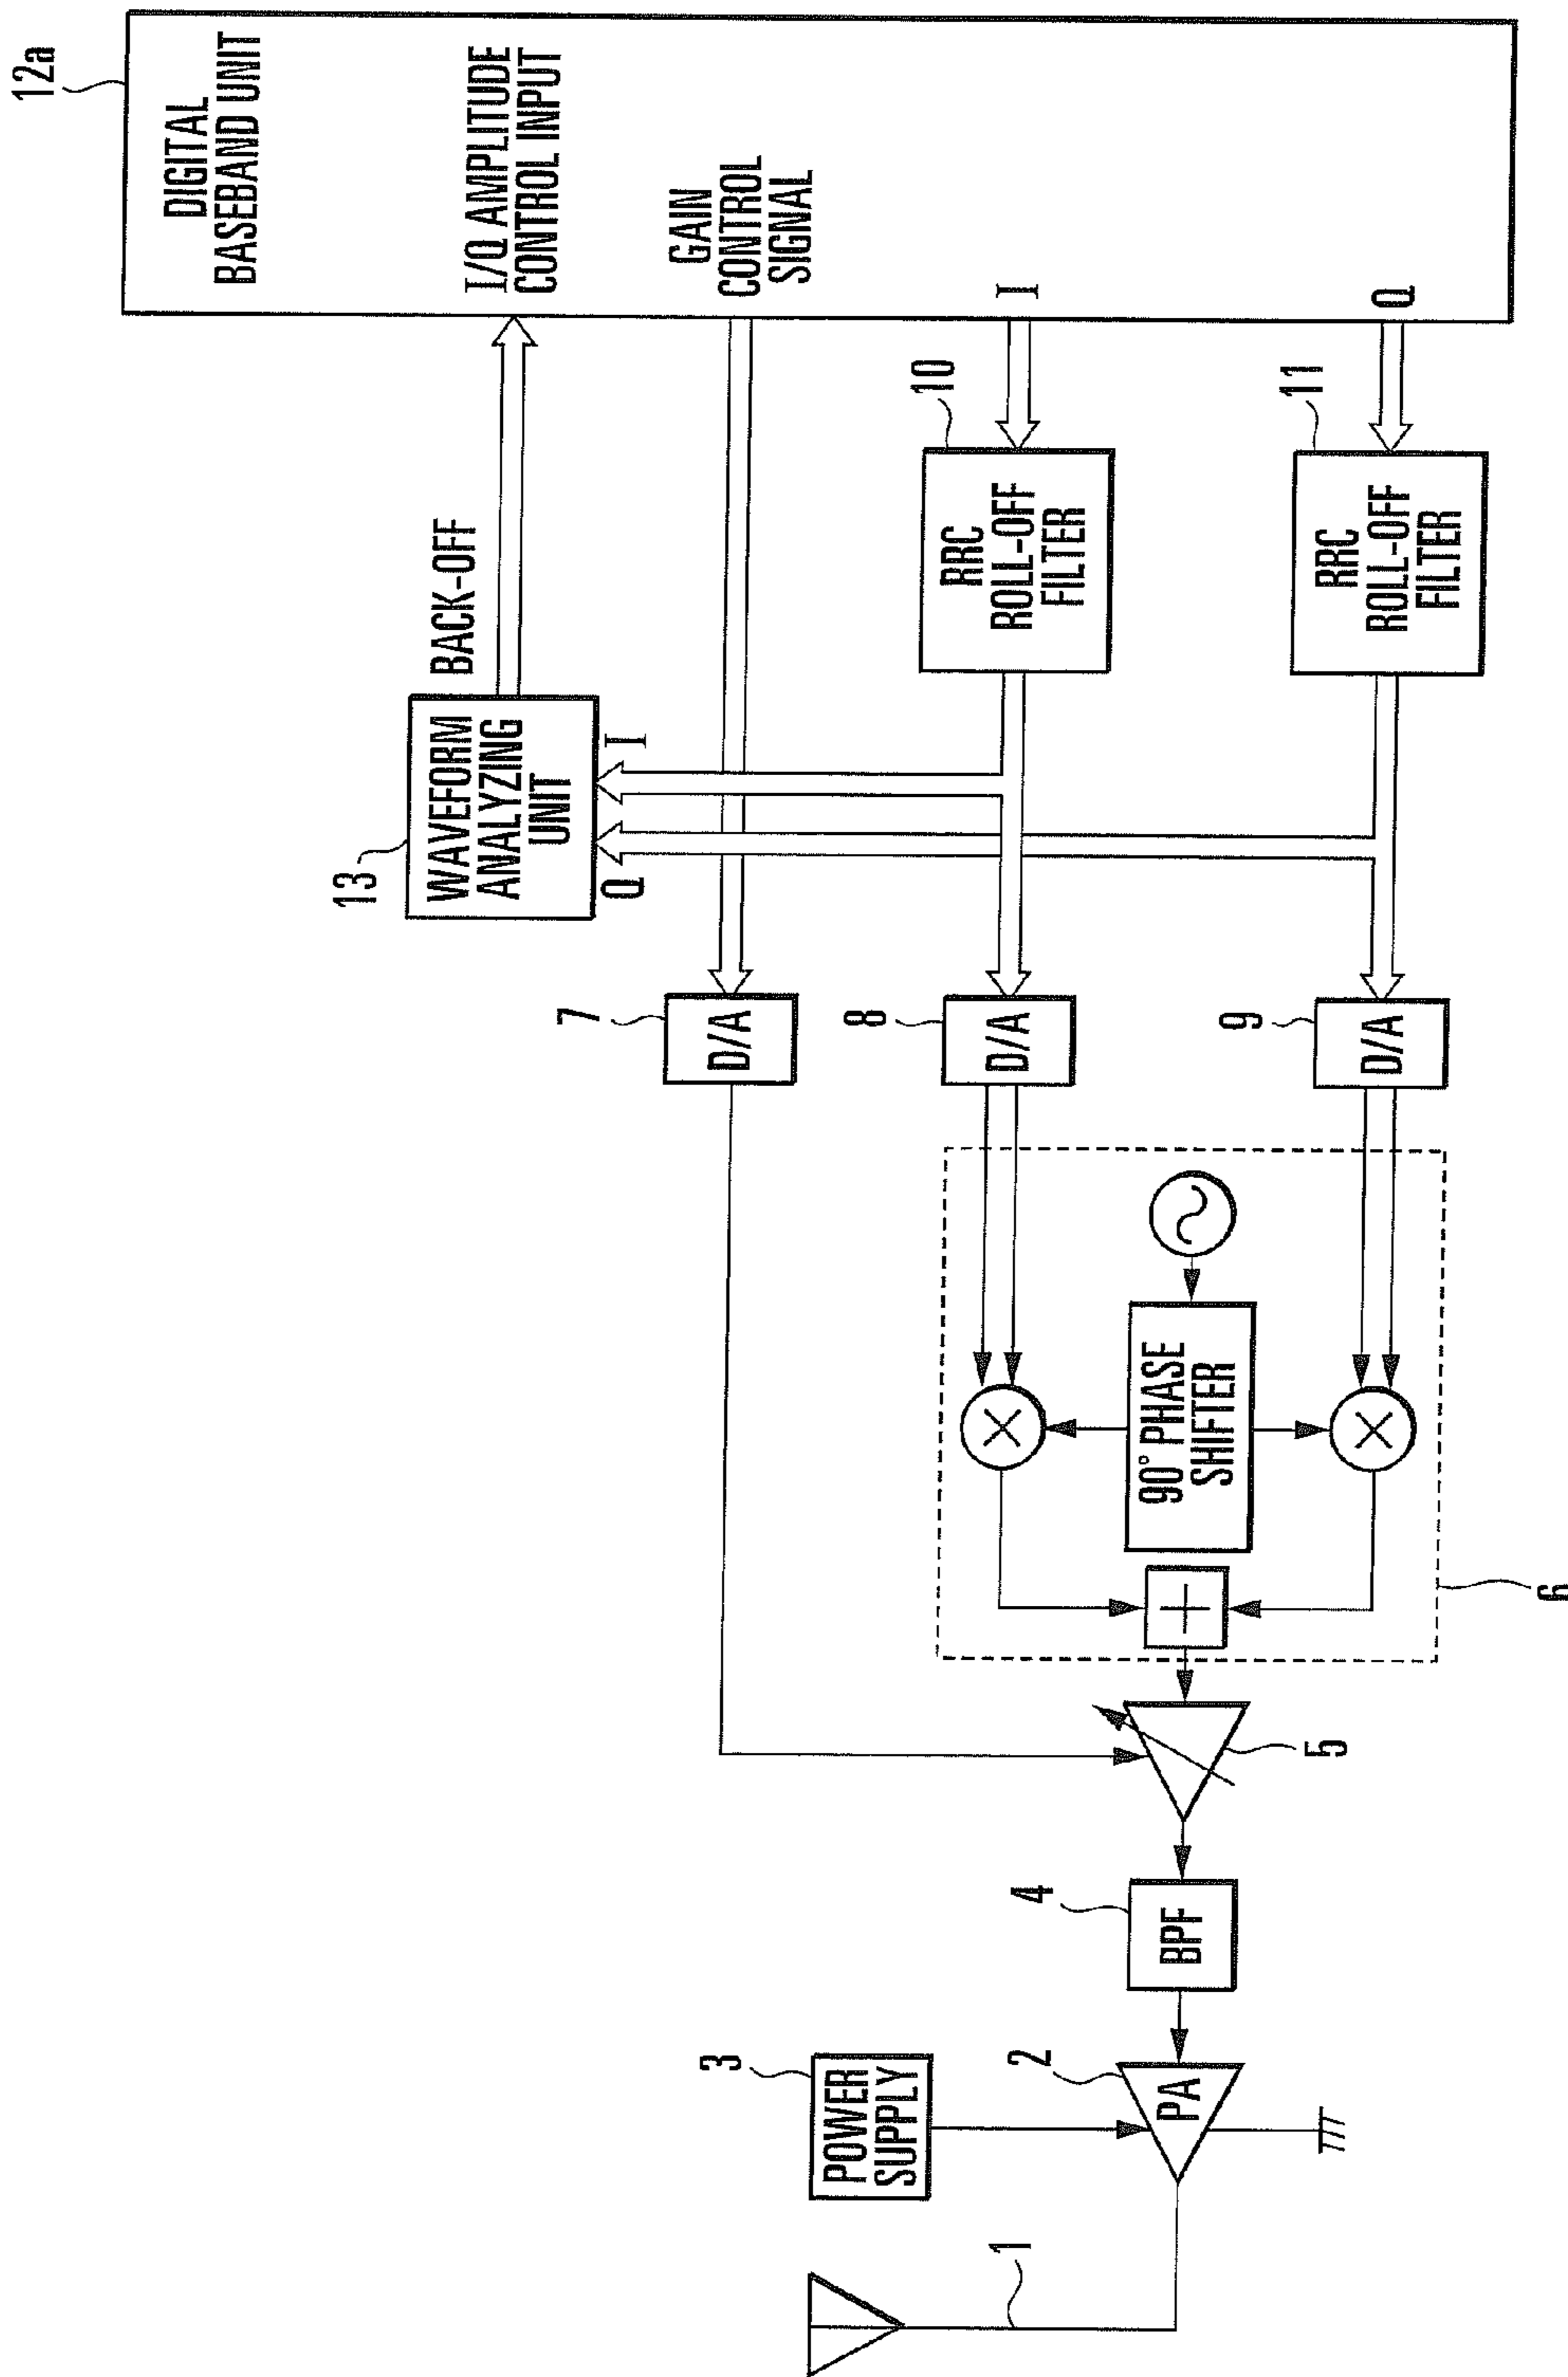 12a
DIGITAL
BASEBAND UNIT
I/Q AMPLITUDE
CONTROL INPUT
GAIN
CONTROL
SIGNAL
I
Q
BACK-OFF
10
RRC
ROLL-OFF
FILTER
11
RRC
ROLL-OFF
FILTER
13
WAVEFORM
ANALYZING
UNIT
Q
I
7
D/A
8
D/A
9
D/A
90° PHASE
SHIFTER
6
5
4
BPF
3
POWER
SUPPLY
2
PA
1